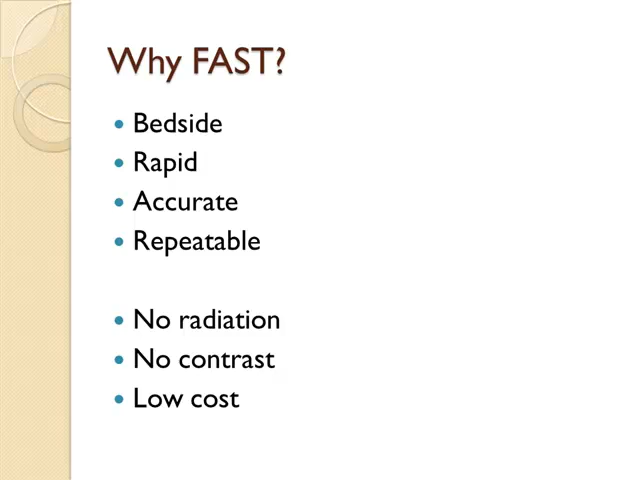 Why FAST?
• Bedside
• Rapid
• Accurate
• Repeatable
• No radiation
• No contrast
• Low cost